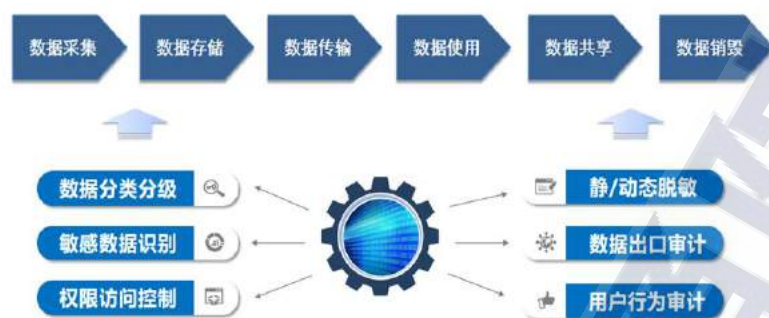 数据采集 数据存储 数据传输 数据使用 数据共享 数据销毁
数据分类分级 静/动态脱敏
敏感数据识别 数据出口审计
权限访问控制 用户行为审计